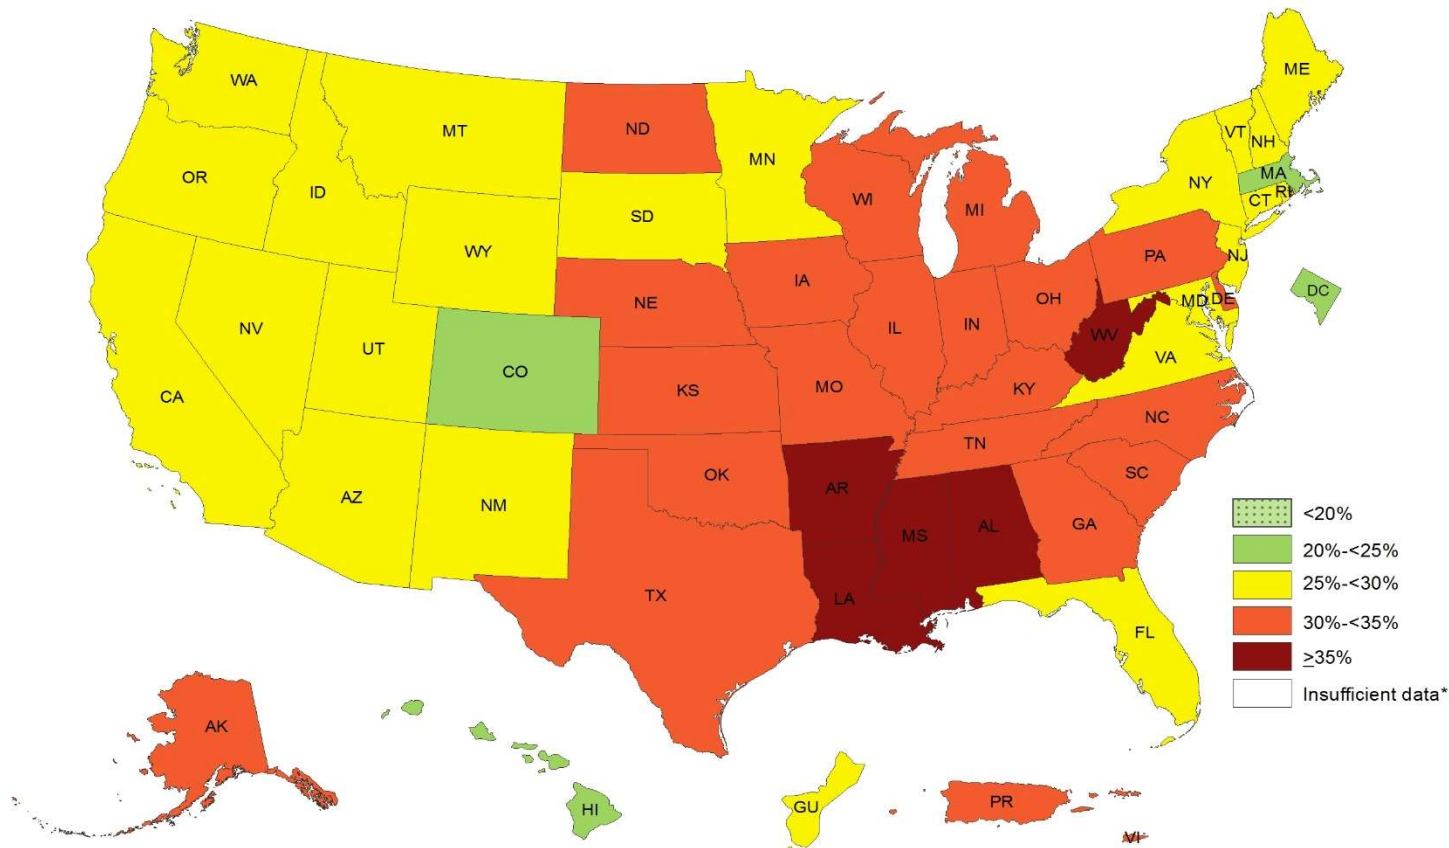 ME
WA
VT
NH
MT
ND
MN
MA
OR
ID
NY
RI
CT
WI
MI
SD
WY
PA
NJ
IA
OH
DC
NE
MD
DE
NV
IL
IN
UT
WV
VA
CO
CA
KS
MO
KY
NC
TN
OK
SC
AZ
NM
AR
GA
AL
MS
TX
LA
FL
<20%
20%-<25%
25%-<30%
30%-<35%
≥35%
Insufficient data*
AK
HI
GU
PR
VI